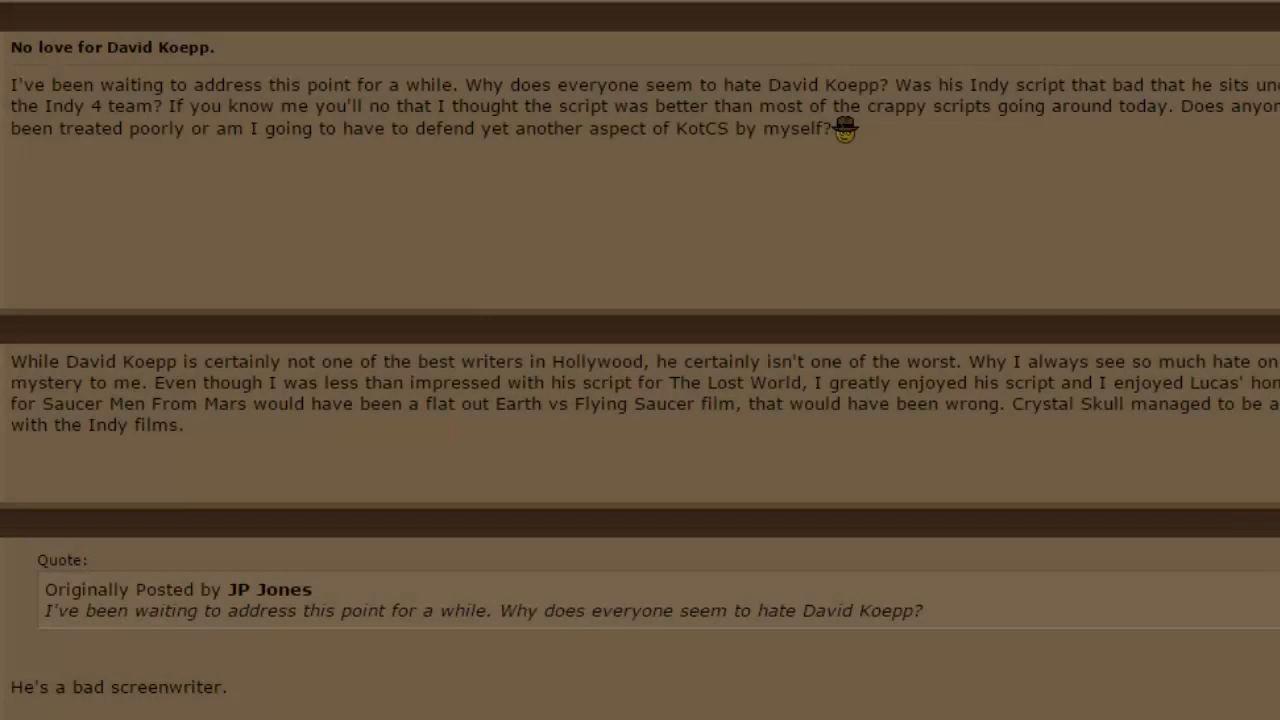 No love for David Koepp.
I've been waiting to address this point for a while. Why does everyone seem to hate David Koepp? Was his Indy script that bad that he sits
the Indy 4 team? If you know me you'll no that I thought the script was better than most of the crappy scripts going around today. Does
been treated poorly or am I going to have to defend yet another aspect of KotCS by myself?
While David Koepp is certainly not one of the best writers in Hollywood, he certainly isn't one of the worst. Why I always see so much hate
mystery to me. Even though I was less than impressed with his script for The Lost World, I greatly enjoyed his script and I enjoyed Lucas'
for Saucer Men From Mars would have been a flat out Earth vs Flying Saucer film, that would have been wrong. Crystal Skull managed to be a
with the Indy films.
Quote:
Originally Posted by JP Jones
I've been waiting to address this point for a while. Why does everyone seem to hate David Koepp?
He's a bad screenwriter.